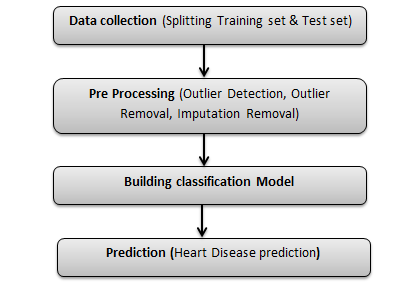 Data collection (Splitting Training set & Test set)
Pre Processing (Outlier Detection, Outlier
Removal, Imputation Removal)
Building classification Model
Prediction (Heart Disease prediction)